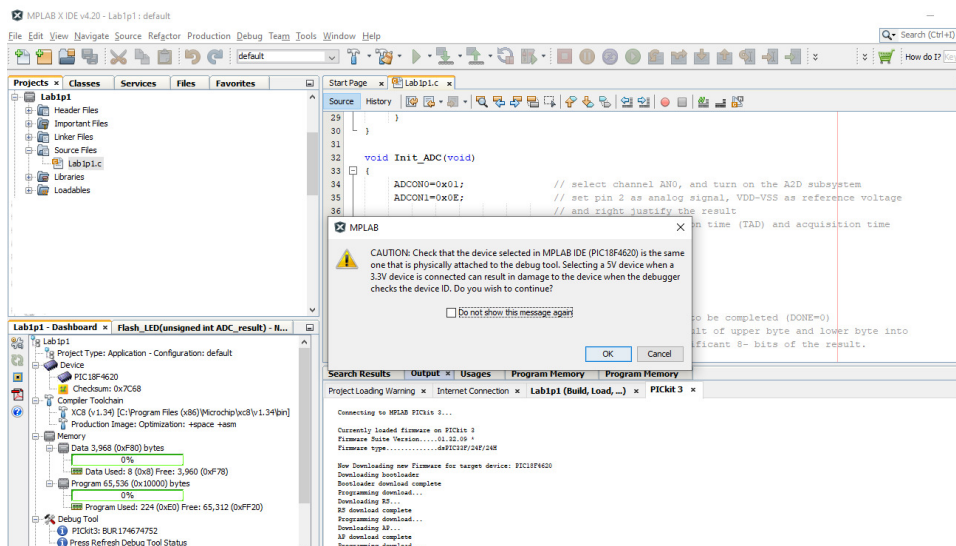 MPLAB X IDE v4.20 - Lab1p1 : default
File Edit View Navigate Source Refactor Production Debug Team Tools Window Help
Search (Ctrl+I)
default
How do I?
Projects Classes Services Files Favorites
Lab1p1
Header Files
Important Files
Linker Files
Source Files
Lab1p1.c
Libraries
Loadables
Start Page Lab1p1.c
Source History
29 }
30 }
31
32 void Init_ADC(void)
33 {
34 ADCON0=0x01; // select channel AN0, and turn on the A2D subsystem
35 ADCON1=0x0E; // set pin 2 as analog signal, VDD-VSS as reference voltage
36 // and right justify the result
on time (TAD) and acquisition time
MPLAB
CAUTION: Check that the device selected in MPLAB IDE (PIC18F4620) is the same
one that is physically attached to the debug tool. Selecting a 5V device when a
3.3V device is connected can result in damage to the device when the debugger
checks the device ID. Do you wish to continue?
Do not show this message again
OK Cancel
to be completed (DONE=0)
ult of upper byte and lower byte into
ificant 8- bits of the result.
Lab1p1 - Dashboard Flash_LED(unsigned int ADC_result) - N...
Lab1p1
Project Type: Application - Configuration: default
Device
PIC18F4620
Checksum: 0x7C68
Compiler Toolchain
XC8 (v1.34) [C:\Program Files (x86)\Microchip\xc8\v1.34\bin]
Production Image: Optimization: +space +asm
Memory
Data 3,968 (0xF80) bytes
0%
Data Used: 8 (0x8) Free: 3,960 (0xF78)
Program 65,536 (0x10000) bytes
0%
Program Used: 224 (0xE0) Free: 65,312 (0xFF20)
Debug Tool
PICkit3: BUR174674752
Press Refresh Debug Tool Status
Search Results Output Usages Program Memory Program Memory
Project Loading Warning Internet Connection Lab1p1 (Build, Load, ...) PICkit 3
Connecting to MPLAB PICkit 3...
Currently loaded firmware on PICkit 3
Firmware Suite Version.....01.32.09 *
Firmware type..............dsPIC33F/24F/24H
Now Downloading new Firmware for target device: PIC18F4620
Downloading bootloader
Bootloader download complete
Programming download...
Downloading RS...
RS download complete
Programming download...
Downloading AP...
AP download complete
Programming download...